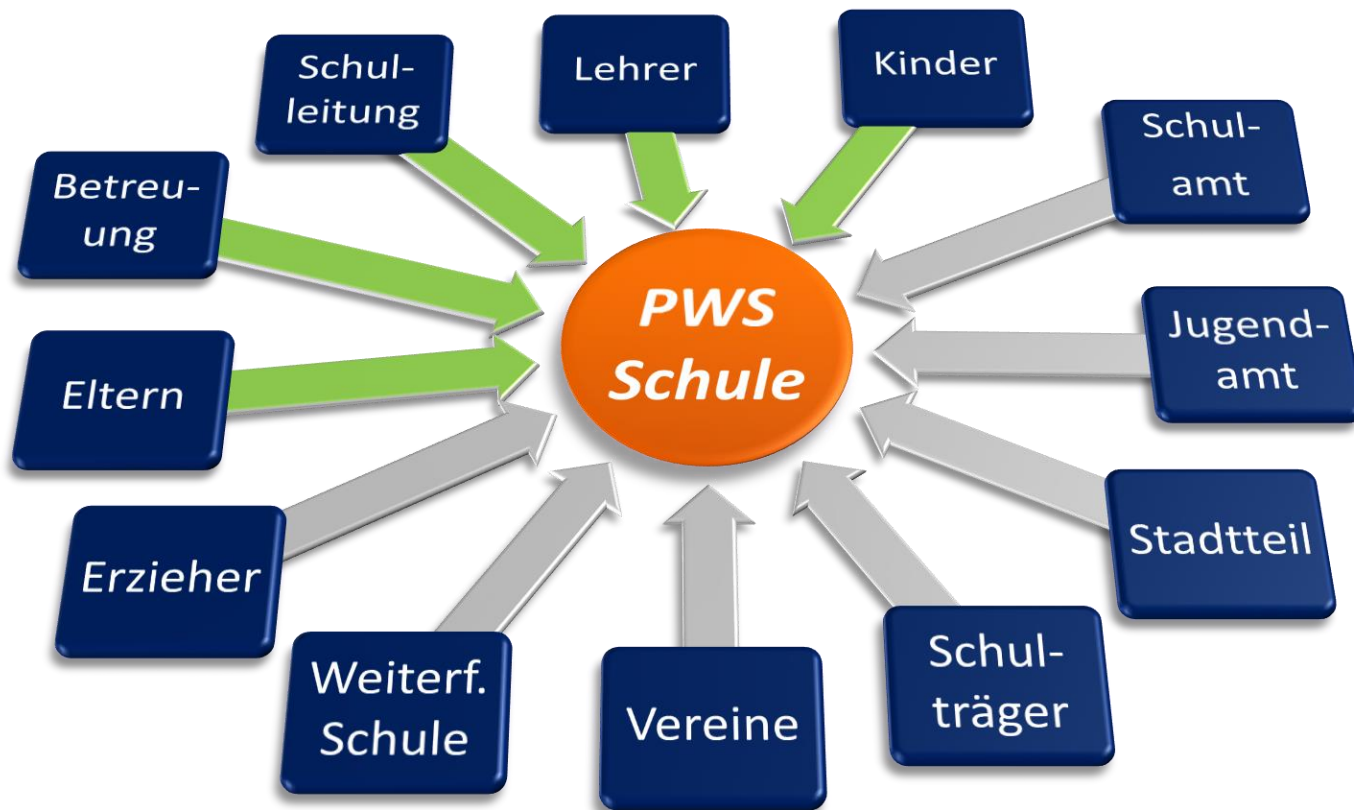 Schul-
leitung
Lehrer
Kinder
Schul-
amt
Betreu-
ung
PWS
Schule
Jugend-
amt
Eltern
Erzieher
Stadtteil
Weiterf.
Schule
Vereine
Schul-
träger